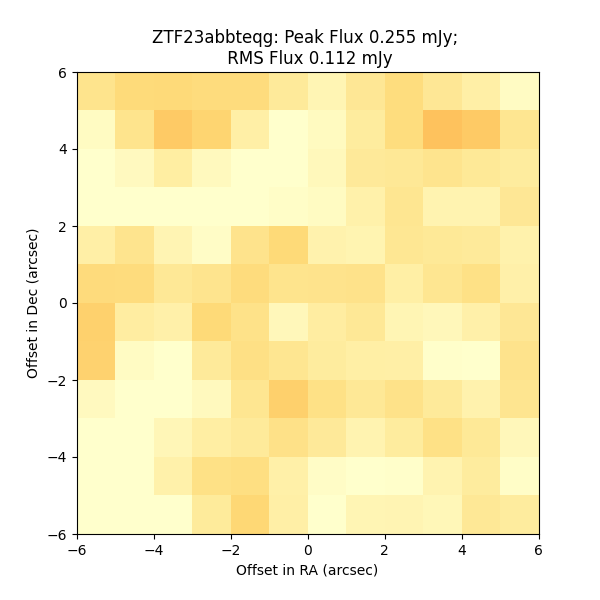 ZTF23abbteqg: Peak Flux 0.255 mJy;
RMS Flux 0.112 mJy
6
4
2
0
−2
−4
−6
Offset in Dec (arcsec)
−6 −4 −2 0 2 4 6
Offset in RA (arcsec)